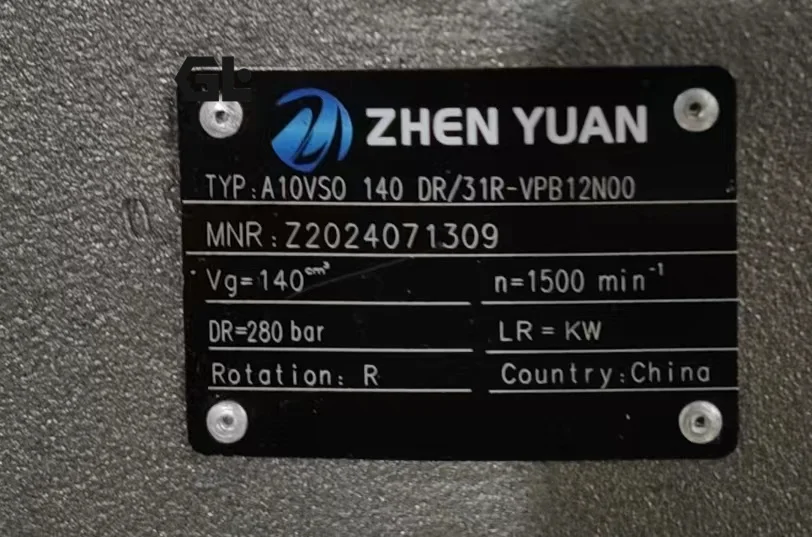 GL
ZHEN YUAN
TYP:A10VSO 140 DR/31R-VPB12N00
MNR:Z2024071309
Vg=140cm³ n=1500 min⁻¹
DR=280 bar LR = KW
Rotation: R Country:China